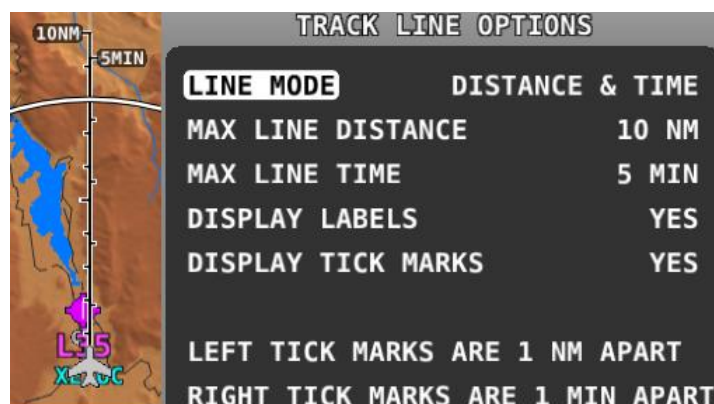 TRACK LINE OPTIONS
10NM
5MIN
LINE MODE DISTANCE & TIME
MAX LINE DISTANCE 10 NM
MAX LINE TIME 5 MIN
DISPLAY LABELS YES
DISPLAY TICK MARKS YES
L35
LEFT TICK MARKS ARE 1 NM APART
RIGHT TICK MARKS ARE 1 MIN APART